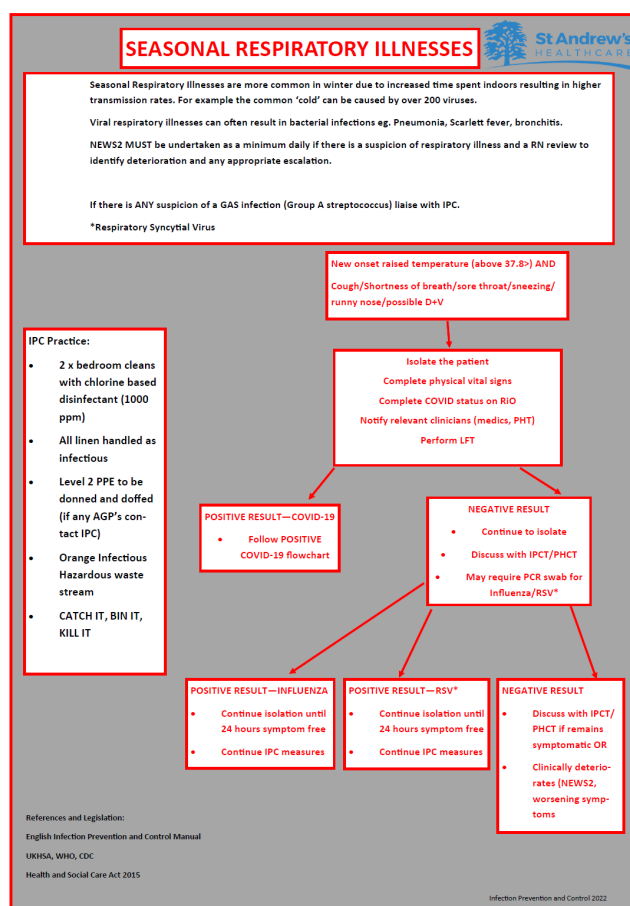 SEASONAL RESPIRATORY ILLNESSES
St Andrew's
HEALTHCARE
Seasonal Respiratory Illnesses are more common in winter due to increased time spent indoors resulting in higher
transmission rates. For example the common ‘cold’ can be caused by over 200 viruses.
Viral respiratory illnesses can often result in bacterial infections eg. Pneumonia, Scarlett fever, bronchitis.
NEWS2 MUST be undertaken as a minimum daily if there is a suspicion of respiratory illness and a RN review to
identify deterioration and any appropriate escalation.
If there is ANY suspicion of a GAS infection (Group A streptococcus) liaise with IPC.
*Respiratory Syncytial Virus
New onset raised temperature (above 37.8>) AND
Cough/Shortness of breath/sore throat/sneezing/
runny nose/possible D+V
IPC Practice:
• 2 x bedroom cleans
with chlorine based
disinfectant (1000
ppm)
• All linen handled as
infectious
• Level 2 PPE to be
donned and doffed
(if any AGP's con-
tact IPC)
• Orange Infectious
Hazardous waste
stream
• CATCH IT, BIN IT,
KILL IT
Isolate the patient
Complete physical vital signs
Complete COVID status on RiO
Notify relevant clinicians (medics, PHT)
Perform LFT
POSITIVE RESULT—COVID-19
• Follow POSITIVE
COVID-19 flowchart
NEGATIVE RESULT
• Continue to isolate
• Discuss with IPCT/PHCT
• May require PCR swab for
Influenza/RSV*
POSITIVE RESULT—INFLUENZA
• Continue isolation until
24 hours symptom free
• Continue IPC measures
POSITIVE RESULT—RSV*
• Continue isolation until
24 hours symptom free
• Continue IPC measures
NEGATIVE RESULT
• Discuss with IPCT/
PHCT if remains
symptomatic OR
• Clinically deterio-
rates (NEWS2,
worsening symp-
toms
References and Legislation:
English Infection Prevention and Control Manual
UKHSA, WHO, CDC
Health and Social Care Act 2015
Infection Prevention and Control 2022